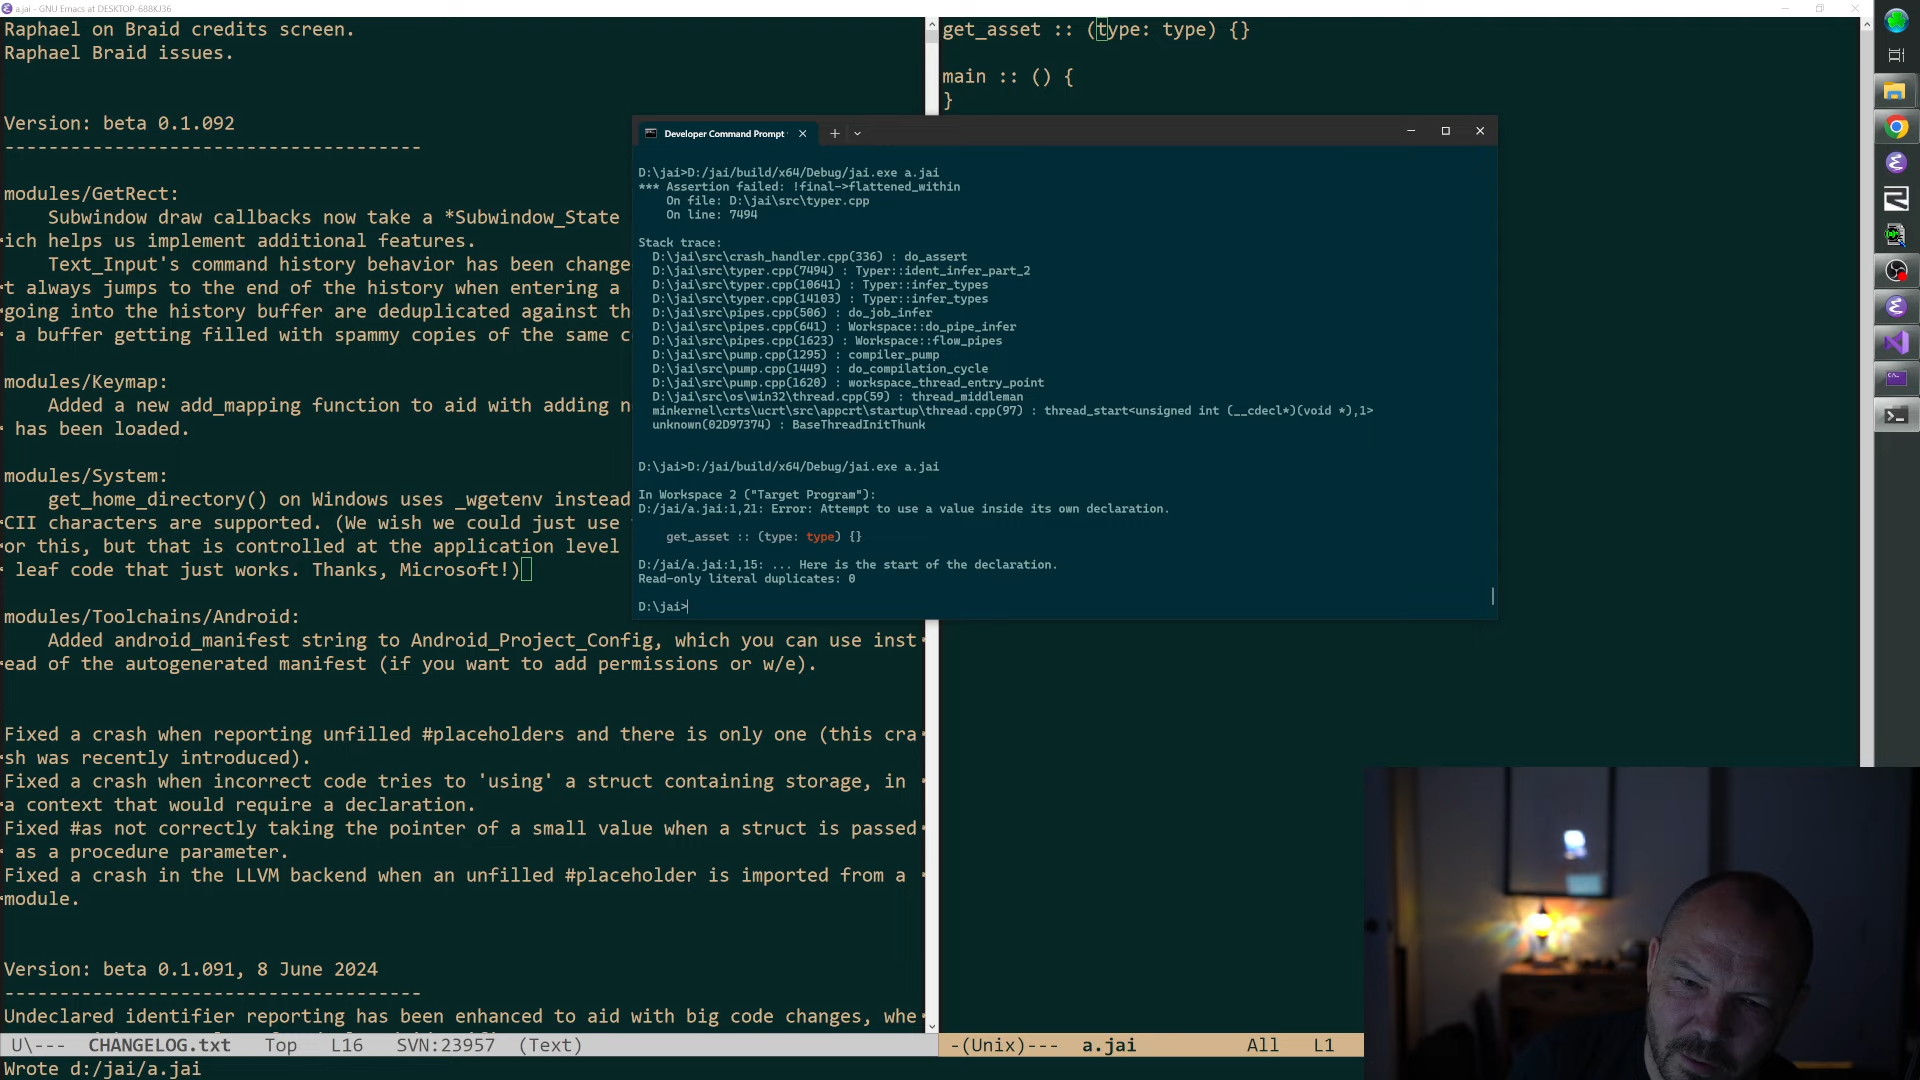 a.jai - GNU Emacs at DESKTOP-688KJ36
Raphael on Braid credits screen.
Raphael Braid issues.
Version: beta 0.1.092
--------------------------------------
modules/GetRect:
Subwindow draw callbacks now take a *Subwindow_State
ich helps us implement additional features.
Text_Input's command history behavior has been change
t always jumps to the end of the history when entering a
going into the history buffer are deduplicated against th
a buffer getting filled with spammy copies of the same c
modules/Keymap:
Added a new add_mapping function to aid with adding n
has been loaded.
modules/System:
get_home_directory() on Windows uses _wgetenv instead
CII characters are supported. (We wish we could just use
or this, but that is controlled at the application level
leaf code that just works. Thanks, Microsoft!)
modules/Toolchains/Android:
Added android_manifest string to Android_Project_Config, which you can use inst
ead of the autogenerated manifest (if you want to add permissions or w/e).
Fixed a crash when reporting unfilled #placeholders and there is only one (this cra
sh was recently introduced).
Fixed a crash when incorrect code tries to 'using' a struct containing storage, in
a context that would require a declaration.
Fixed #as not correctly taking the pointer of a small value when a struct is passed
as a procedure parameter.
Fixed a crash in the LLVM backend when an unfilled #placeholder is imported from a
module.
Version: beta 0.1.091, 8 June 2024
--------------------------------------
Undeclared identifier reporting has been enhanced to aid with big code changes, whe
U\--- CHANGELOG.txt Top L16 SVN:23957 (Text)
Wrote d:/jai/a.jai
get_asset :: (type: type) {}
main :: () {
}
Developer Command Prompt
D:\jai>D:/jai/build/x64/Debug/jai.exe a.jai
*** Assertion failed: !final->flattened_within
On file: D:\jai\src\typer.cpp
On line: 7494
Stack trace:
D:\jai\src\crash_handler.cpp(336) : do_assert
D:\jai\src\typer.cpp(7494) : Typer::ident_infer_part_2
D:\jai\src\typer.cpp(10641) : Typer::infer_types
D:\jai\src\typer.cpp(14103) : Typer::infer_types
D:\jai\src\pipes.cpp(506) : do_job_infer
D:\jai\src\pipes.cpp(641) : Workspace::do_pipe_infer
D:\jai\src\pipes.cpp(1623) : Workspace::flow_pipes
D:\jai\src\pump.cpp(1295) : compiler_pump
D:\jai\src\pump.cpp(1449) : do_compilation_cycle
D:\jai\src\pump.cpp(1620) : workspace_thread_entry_point
D:\jai\src\os\win32\thread.cpp(59) : thread_middleman
minkernel\crts\ucrt\src\appcrt\startup\thread.cpp(97) : thread_start<unsigned int (__cdecl*)(void *),1>
unknown(02D97374) : BaseThreadInitThunk
D:\jai>D:/jai/build/x64/Debug/jai.exe a.jai
In Workspace 2 ("Target Program"):
D:/jai/a.jai:1,21: Error: Attempt to use a value inside its own declaration.
get_asset :: (type: type) {}
D:/jai/a.jai:1,15: ... Here is the start of the declaration.
Read-only literal duplicates: 0
D:\jai>
-(Unix)--- a.jai All L1